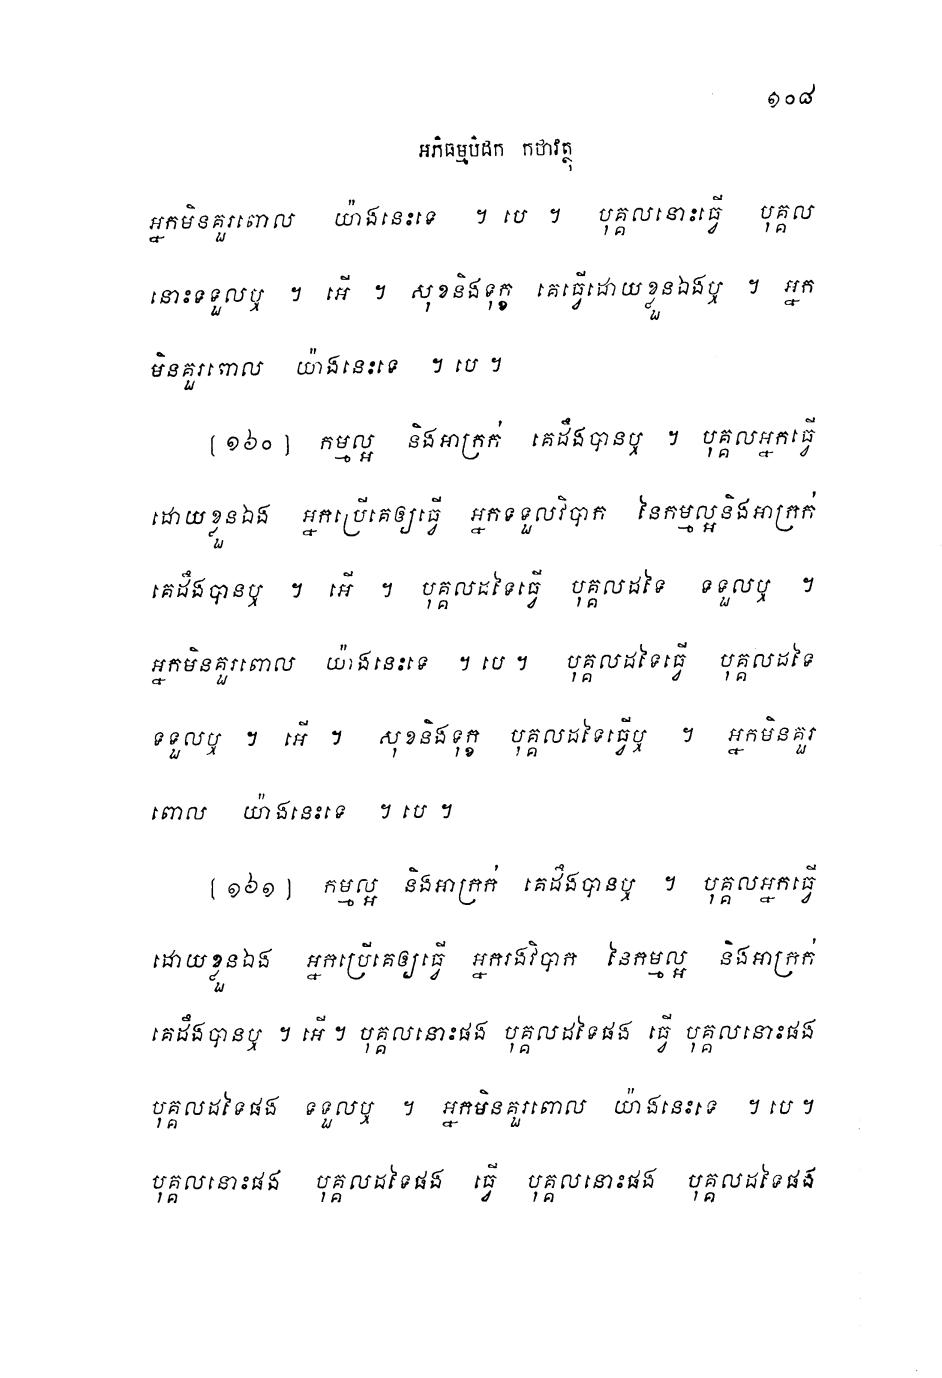 ១០៨
អភិធម្មបិដក កថាវត្ថុ
អ្នកមិនគួរពោល យ៉ាងនេះទេ ។ បេ ។ បុគ្គលនោះធ្វើ បុគ្គល
នោះទទួលឬ ។ អើ ។ សុខនិងទុក្ខ គេធ្វើដោយខ្លួនឯងឬ ។ អ្នក
មិនគួរពោល យ៉ាងនេះទេ ។ បេ ។
[១៦០] កម្មល្អ និងអាក្រក់ គេដឹងបានឬ ។ បុគ្គលអ្នកធ្វើ
ដោយខ្លួនឯង អ្នកប្រើគេឲ្យធ្វើ អ្នកទទួលវិបាក នៃកម្មល្អនិងអាក្រក់
គេដឹងបានឬ ។ អើ ។ បុគ្គលដទៃធ្វើ បុគ្គលដទៃ ទទួលឬ ។
អ្នកមិនគួរពោល យ៉ាងនេះទេ ។ បេ ។ បុគ្គលដទៃធ្វើ បុគ្គលដទៃ
ទទួលឬ ។ អើ ។ សុខនិងទុក្ខ បុគ្គលដទៃធ្វើឬ ។ អ្នកមិនគួរ
ពោល យ៉ាងនេះទេ ។ បេ ។
[១៦១] កម្មល្អ និងអាក្រក់ គេដឹងបានឬ ។ បុគ្គលអ្នកធ្វើ
ដោយខ្លួនឯង អ្នកប្រើគេឲ្យធ្វើ អ្នករងវិបាក នៃកម្មល្អ និងអាក្រក់
គេដឹងបានឬ ។ អើ ។ បុគ្គលនោះផង បុគ្គលដទៃផង ធ្វើ បុគ្គលនោះផង
បុគ្គលដទៃផង ទទួលឬ ។ អ្នកមិនគួរពោល យ៉ាងនេះទេ ។ បេ ។
បុគ្គលនោះផង បុគ្គលដទៃផង ធ្វើ បុគ្គលនោះផង បុគ្គលដទៃផង